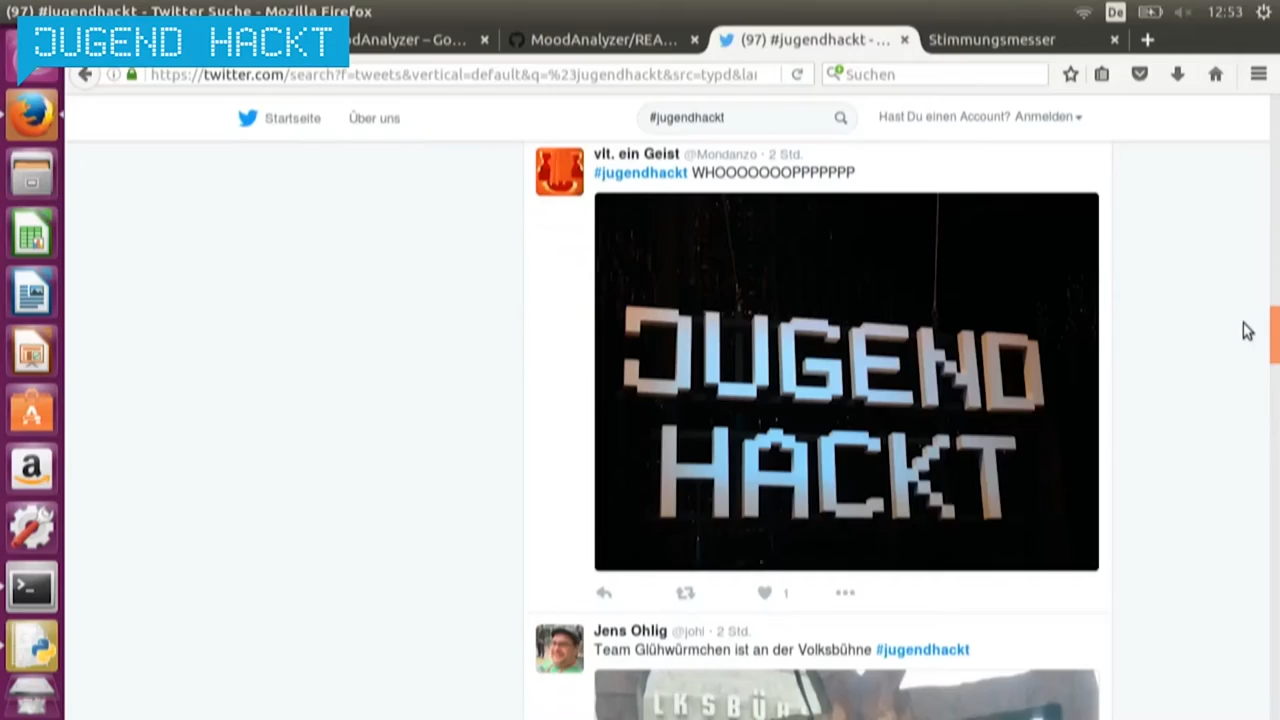 (97) #jugendhackt - Twitter Suche - Mozilla Firefox
De
12:53
JUGEND HACKT
dAnalyzer – Go...
MoodAnalyzer/REA...
(97) #jugendhackt - ...
Stimmungsmesser
https://twitter.com/search?f=tweets&vertical=default&q=%23jugendhackt&src=typd&la
Suchen
Startseite
Über uns
#jugendhackt
Hast Du einen Account? Anmelden
vlt. ein Geist @Mondanzo · 2 Std.
#jugendhackt WHOOOOOOOPPPPPPP
JUGEND
HACKT
1
Jens Ohlig @johl · 2 Std.
Team Glühwürmchen ist an der Volksbühne #jugendhackt
LKSBÜH